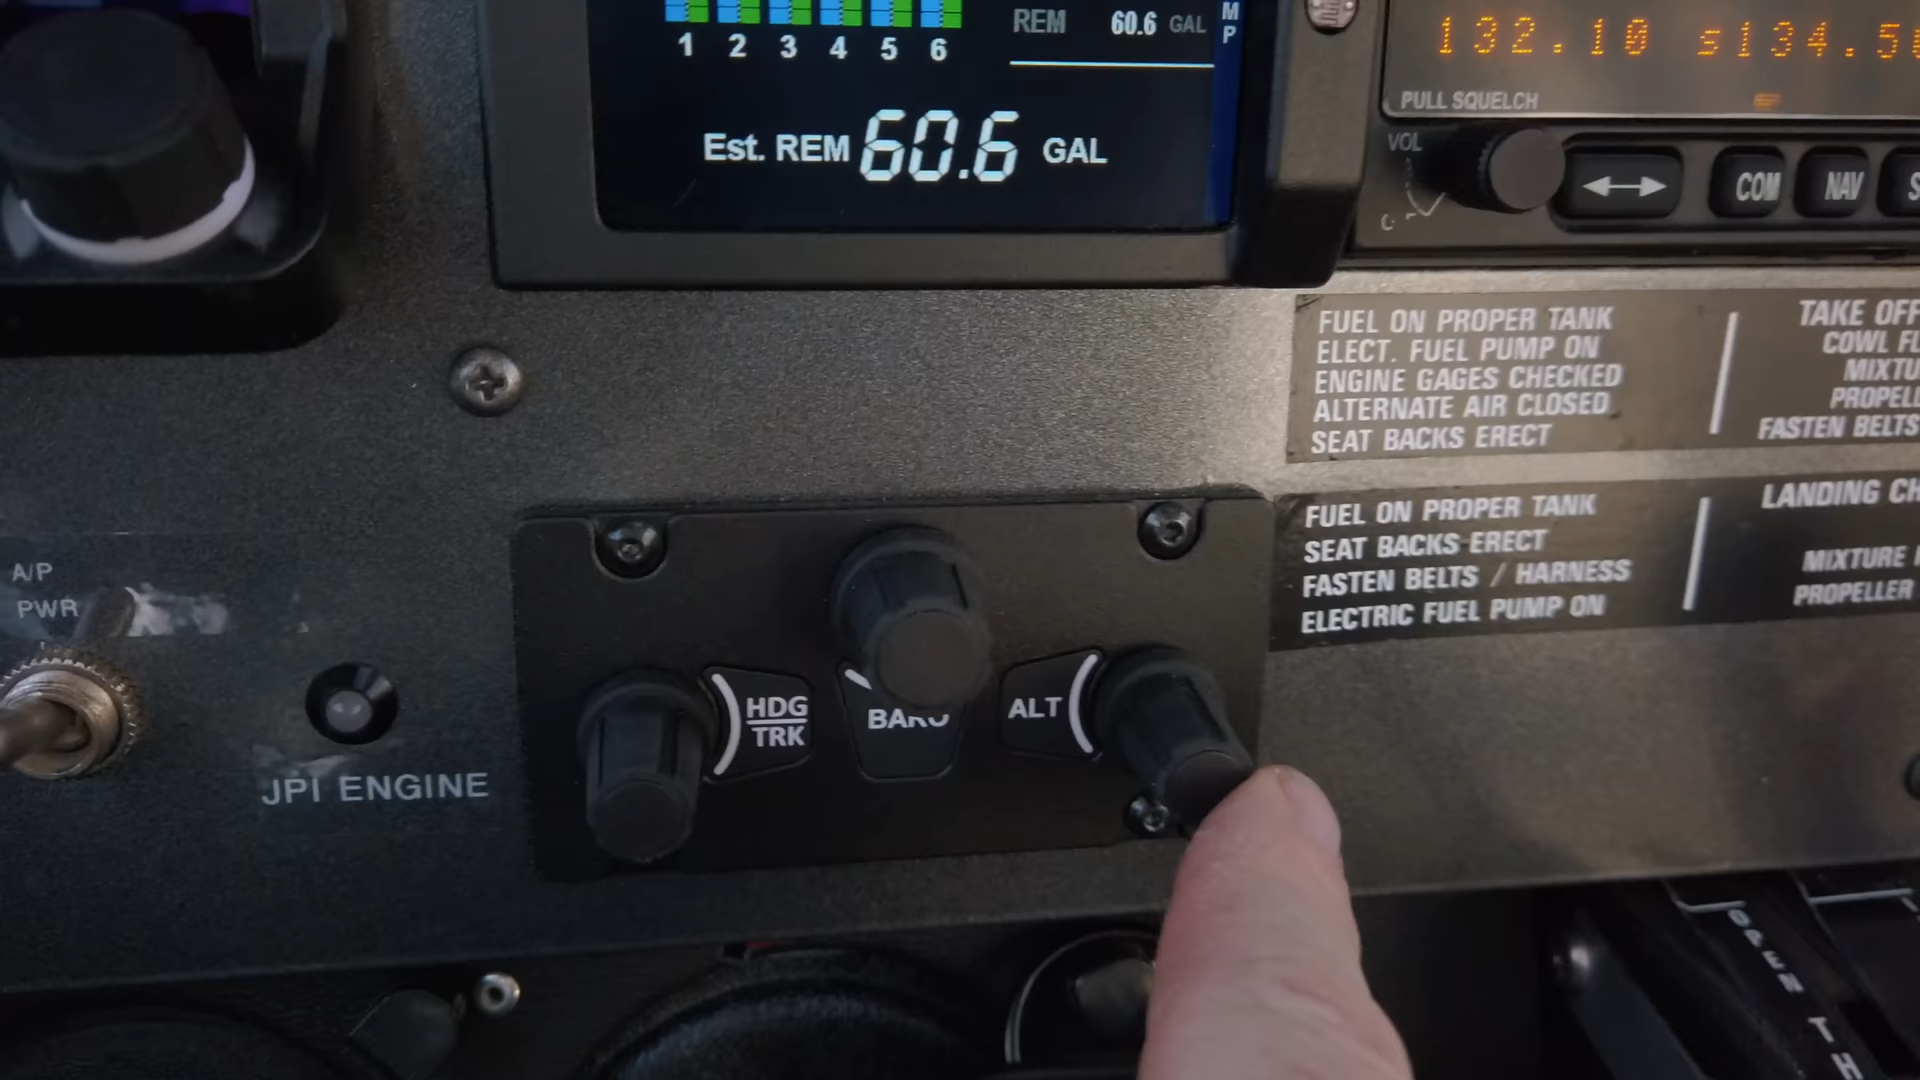 1 2 3 4 5 6
REM 60.6 GAL
M
P
Est. REM 60.6 GAL
132.10 s134.5
PULL SQUELCH
VOL
COM
NAV
FUEL ON PROPER TANK
ELECT. FUEL PUMP ON
ENGINE GAGES CHECKED
ALTERNATE AIR CLOSED
SEAT BACKS ERECT
TAKE OFF
COWL FL
MIXTU
PROPELL
FASTEN BELTS
FUEL ON PROPER TANK
SEAT BACKS ERECT
FASTEN BELTS / HARNESS
ELECTRIC FUEL PUMP ON
LANDING CH
MIXTURE
PROPELLER
A/P
PWR
JPI ENGINE
HDG
TRK
BARO
ALT
OPEN TH